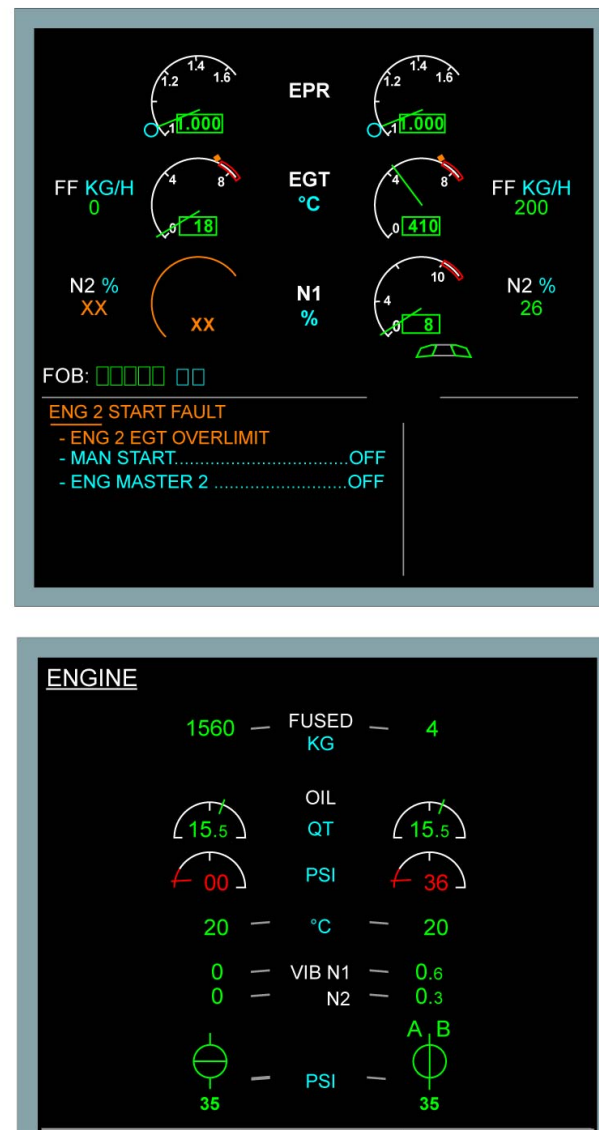 1.2 1.4 1.6 EPR 1.2 1.4 1.6
1 1.000 1 1.000
FF KG/H 4 8 EGT 4 8 FF KG/H
0 0 18 °C 0 410 200
N2 % N1 10 N2 %
XX XX % 4 0 8 26
FOB:
ENG 2 START FAULT
- ENG 2 EGT OVERLIMIT
- MAN START..................................OFF
- ENG MASTER 2 ..........................OFF
ENGINE
1560 FUSED 4
KG
OIL
15.5 QT 15.5
00 PSI 36
20 °C 20
0 VIB N1 0.6
0 N2 0.3
A B
PSI
35 35